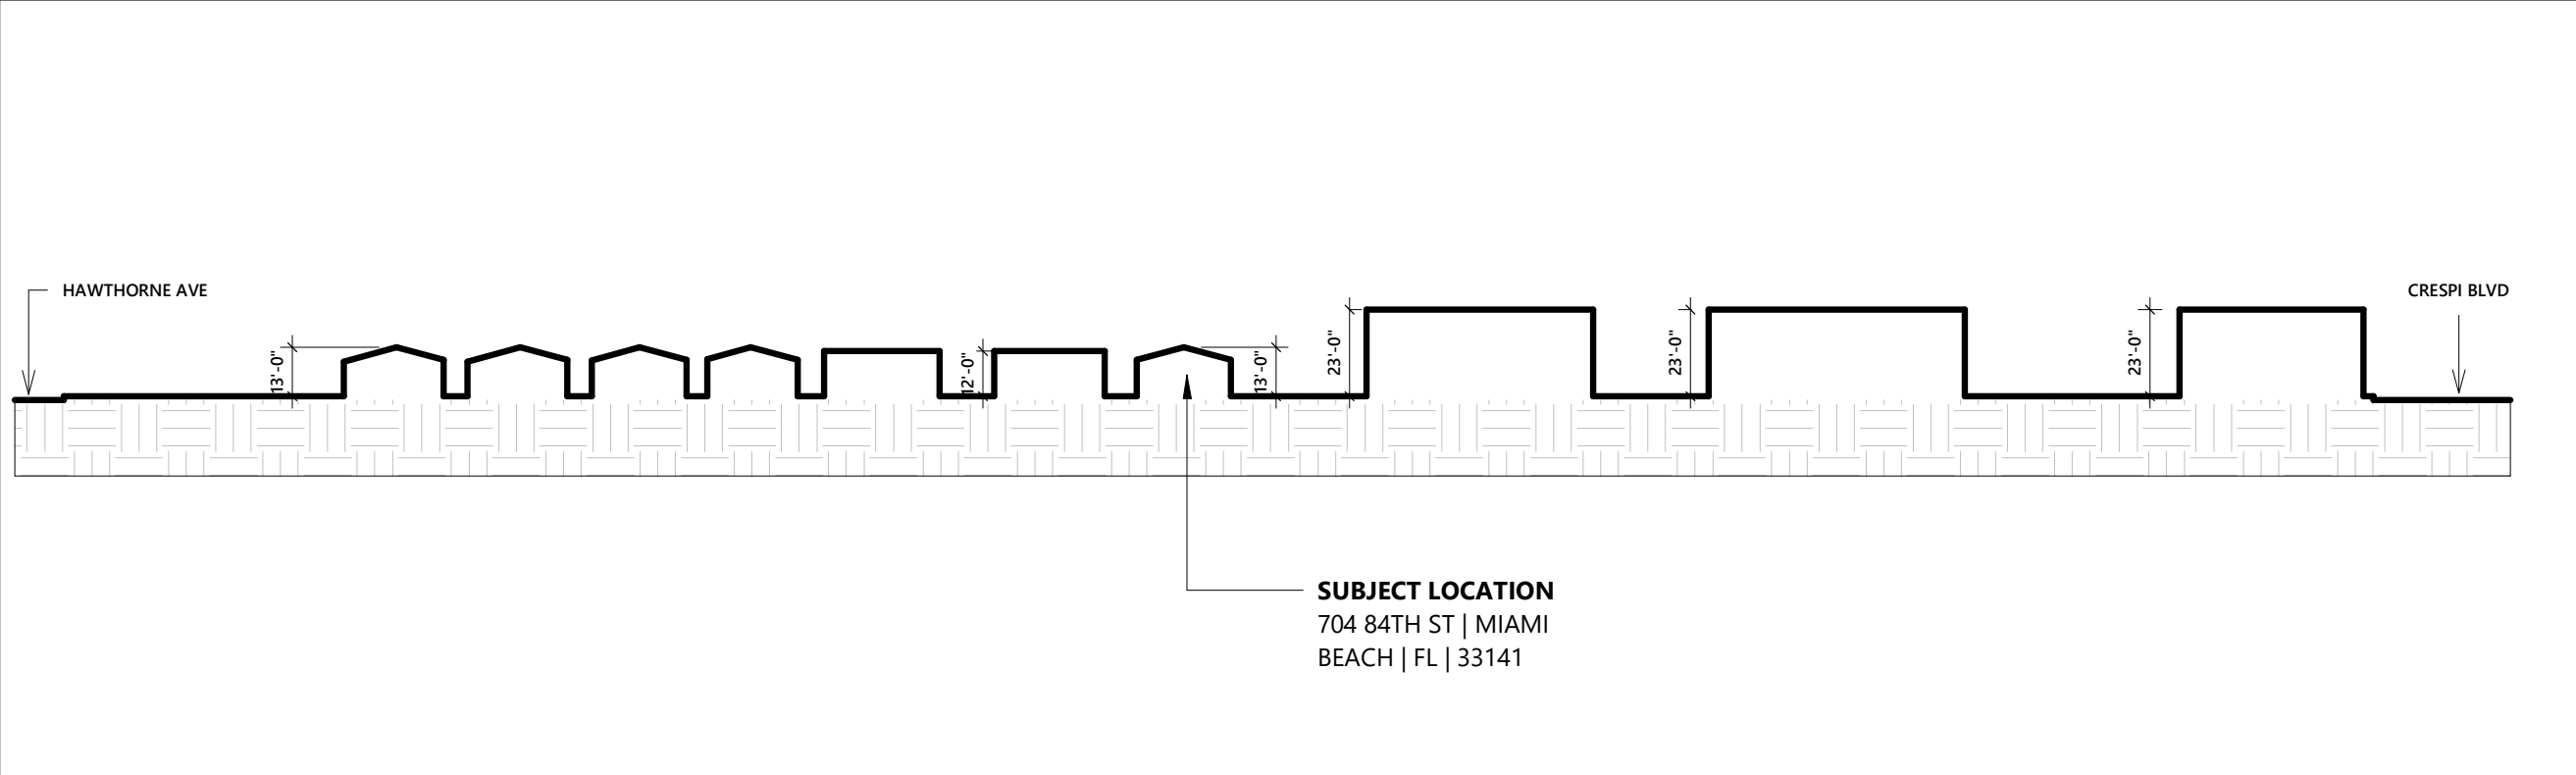 HAWTHORNE AVE
CRESPI BLVD
13'-0"
12'-0"
13'-0"
23'-0"
23'-0"
23'-0"
SUBJECT LOCATION
704 84TH ST | MIAMI
BEACH | FL | 33141